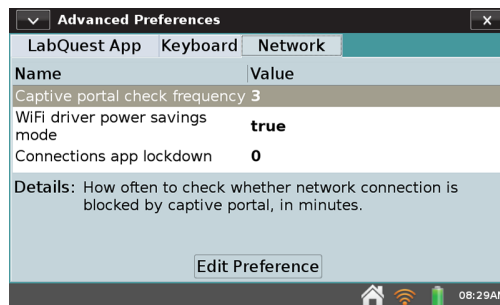 Advanced Preferences
LabQuest App Keyboard Network
Name Value
Captive portal check frequency 3
WiFi driver power savings
mode true
Connections app lockdown 0
Details: How often to check whether network connection is
blocked by captive portal, in minutes.
Edit Preference
08:29AM